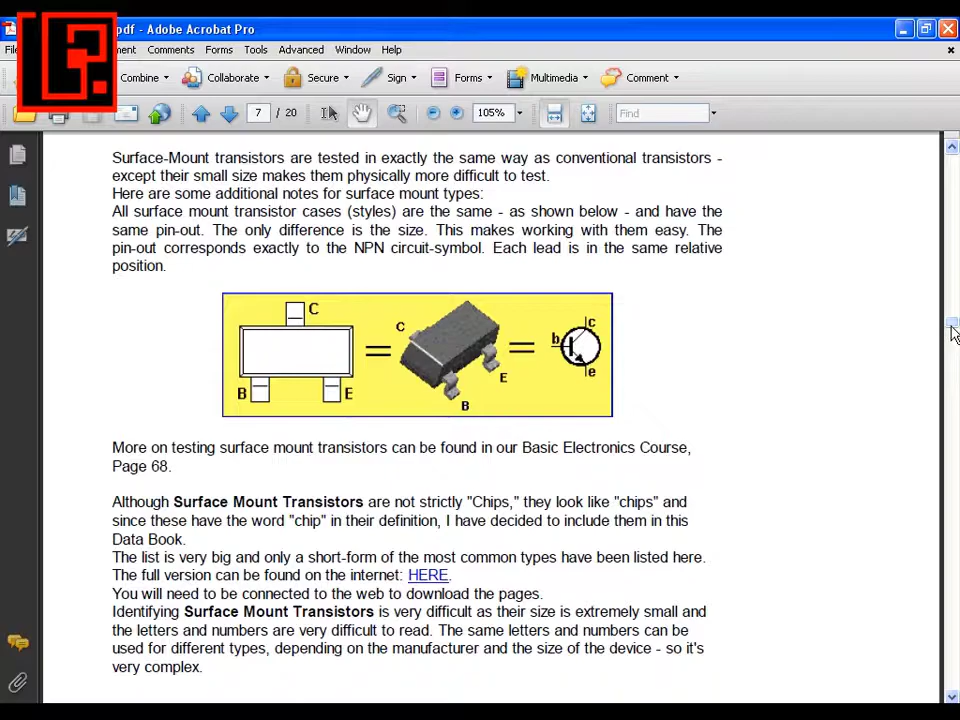 pdf - Adobe Acrobat Pro
ment Comments Forms Tools Advanced Window Help
Combine Collaborate Secure Sign Forms Multimedia Comment
7 / 20 105% Find
Surface-Mount transistors are tested in exactly the same way as conventional transistors -
except their small size makes them physically more difficult to test.
Here are some additional notes for surface mount types:
All surface mount transistor cases (styles) are the same - as shown below - and have the
same pin-out. The only difference is the size. This makes working with them easy. The
pin-out corresponds exactly to the NPN circuit-symbol. Each lead is in the same relative
position.
C
B E
=
C
E
B
=
c
b
e
More on testing surface mount transistors can be found in our Basic Electronics Course,
Page 68.
Although Surface Mount Transistors are not strictly "Chips," they look like "chips" and
since these have the word "chip" in their definition, I have decided to include them in this
Data Book.
The list is very big and only a short-form of the most common types have been listed here.
The full version can be found on the internet: HERE.
You will need to be connected to the web to download the pages.
Identifying Surface Mount Transistors is very difficult as their size is extremely small and
the letters and numbers are very difficult to read. The same letters and numbers can be
used for different types, depending on the manufacturer and the size of the device - so it's
very complex.